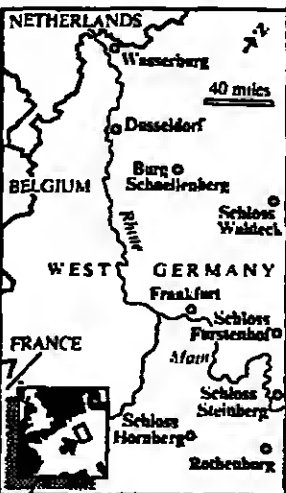 NETHERLANDS
N
Wasserburg
40 miles
Dusseldorf
Burg
Schnellenberg
BELGIUM
Schloss
Waldeck
Rhine
WEST GERMANY
Frankfurt
Schloss
Furstenhof
FRANCE
Main
Schloss
Steinberg
Schloss
Hornberg
Rothenburg